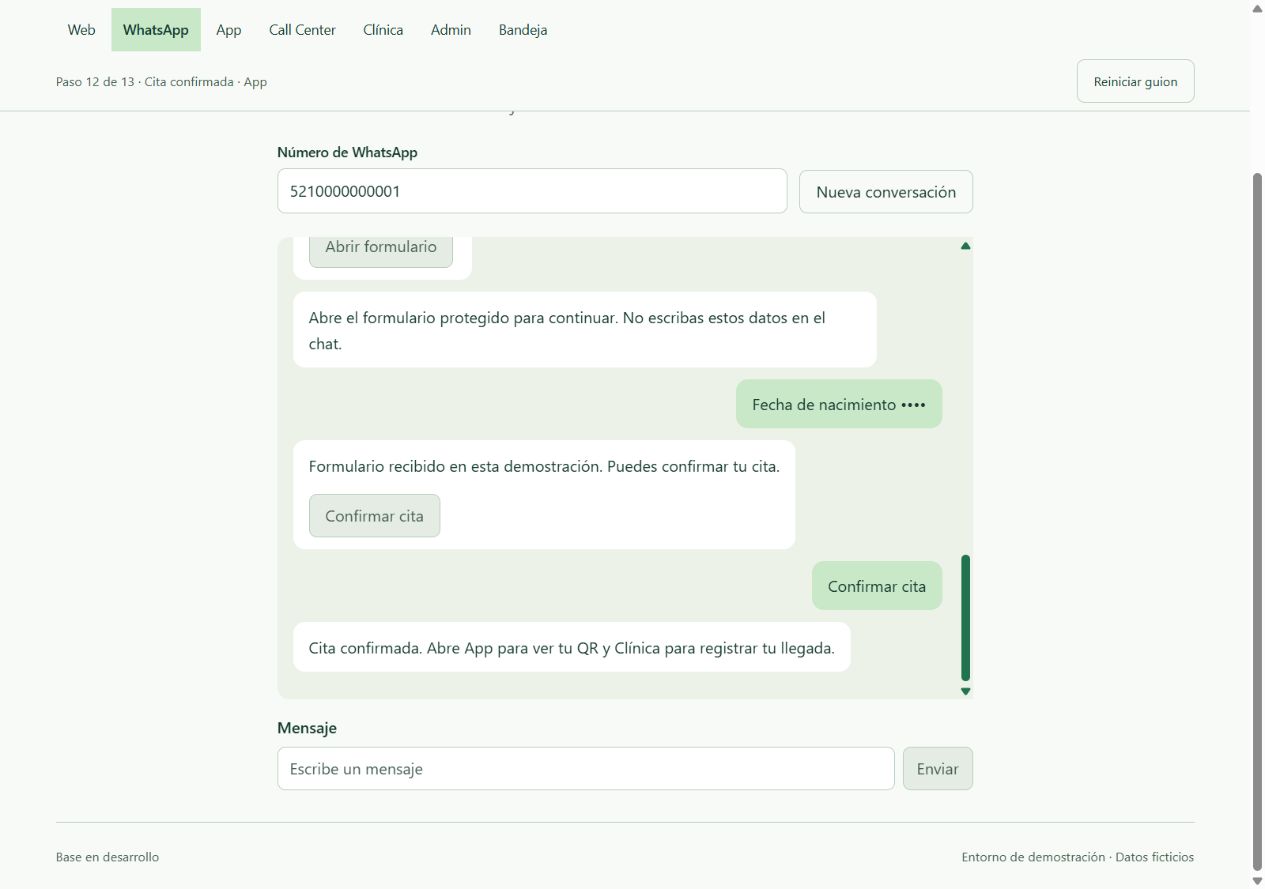 Web WhatsApp App Call Center Clínica Admin Bandeja
Paso 12 de 13 · Cita confirmada · App
Reiniciar guion
Número de WhatsApp
5210000000001
Nueva conversación
Abrir formulario
Abre el formulario protegido para continuar. No escribas estos datos en el
chat.
Fecha de nacimiento ••••
Formulario recibido en esta demostración. Puedes confirmar tu cita.
Confirmar cita
Confirmar cita
Cita confirmada. Abre App para ver tu QR y Clínica para registrar tu llegada.
Mensaje
Escribe un mensaje
Enviar
Base en desarrollo
Entorno de demostración · Datos ficticios